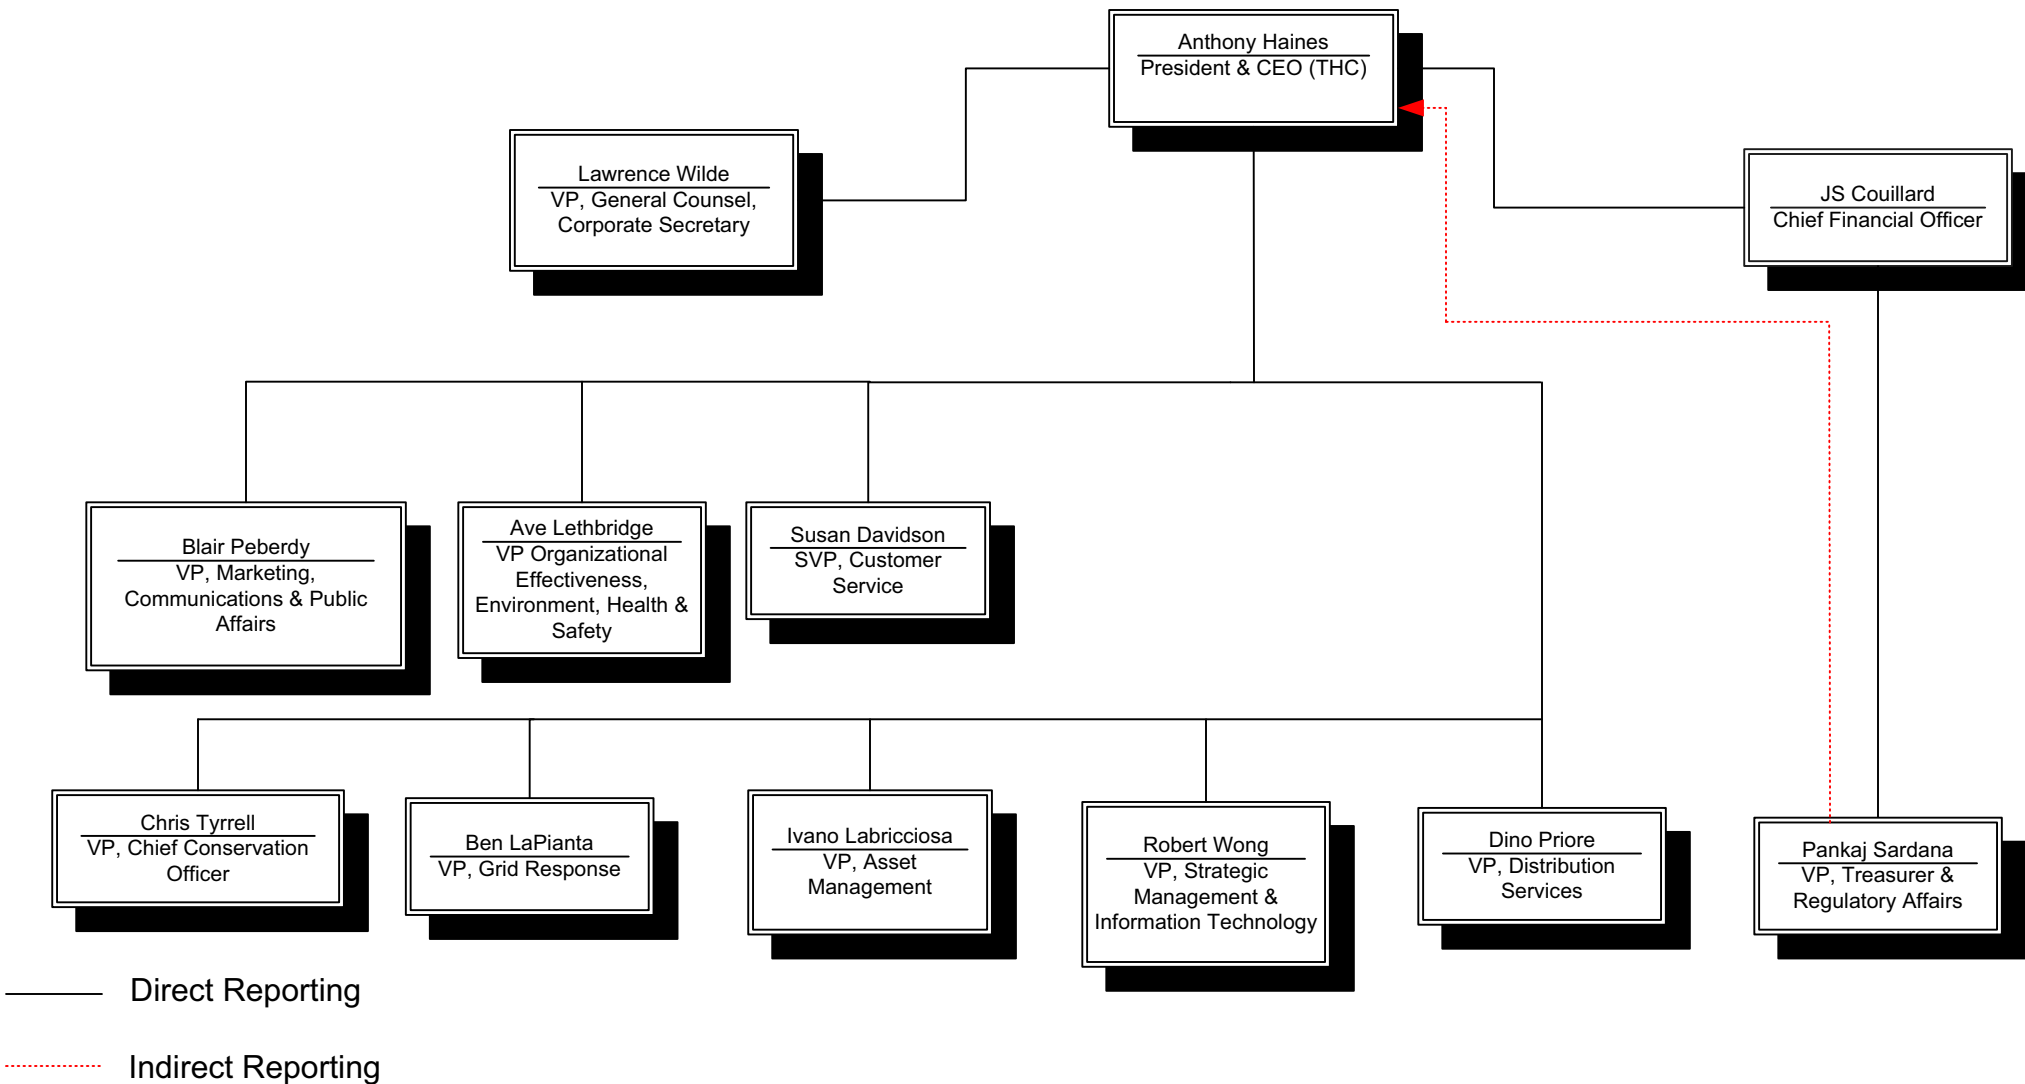 Anthony Haines
President & CEO (THC)
Lawrence Wilde
VP, General Counsel,
Corporate Secretary
JS Couillard
Chief Financial Officer
Blair Peberdy
VP, Marketing,
Communications & Public
Affairs
Ave Lethbridge
VP Organizational
Effectiveness,
Environment, Health &
Safety
Susan Davidson
SVP, Customer
Service
Chris Tyrrell
VP, Chief Conservation
Officer
Ben LaPianta
VP, Grid Response
Ivano Labricciosa
VP, Asset
Management
Robert Wong
VP, Strategic
Management &
Information Technology
Dino Priore
VP, Distribution
Services
Pankaj Sardana
VP, Treasurer &
Regulatory Affairs
Direct Reporting
Indirect Reporting